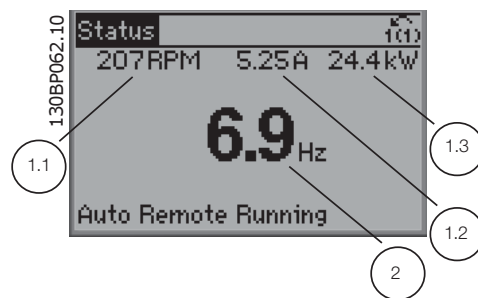 130BP062.10
Status
1(1)
207RPM 5.25A 24.4kW
6.9Hz
Auto Remote Running
1.1
1.3
1.2
2